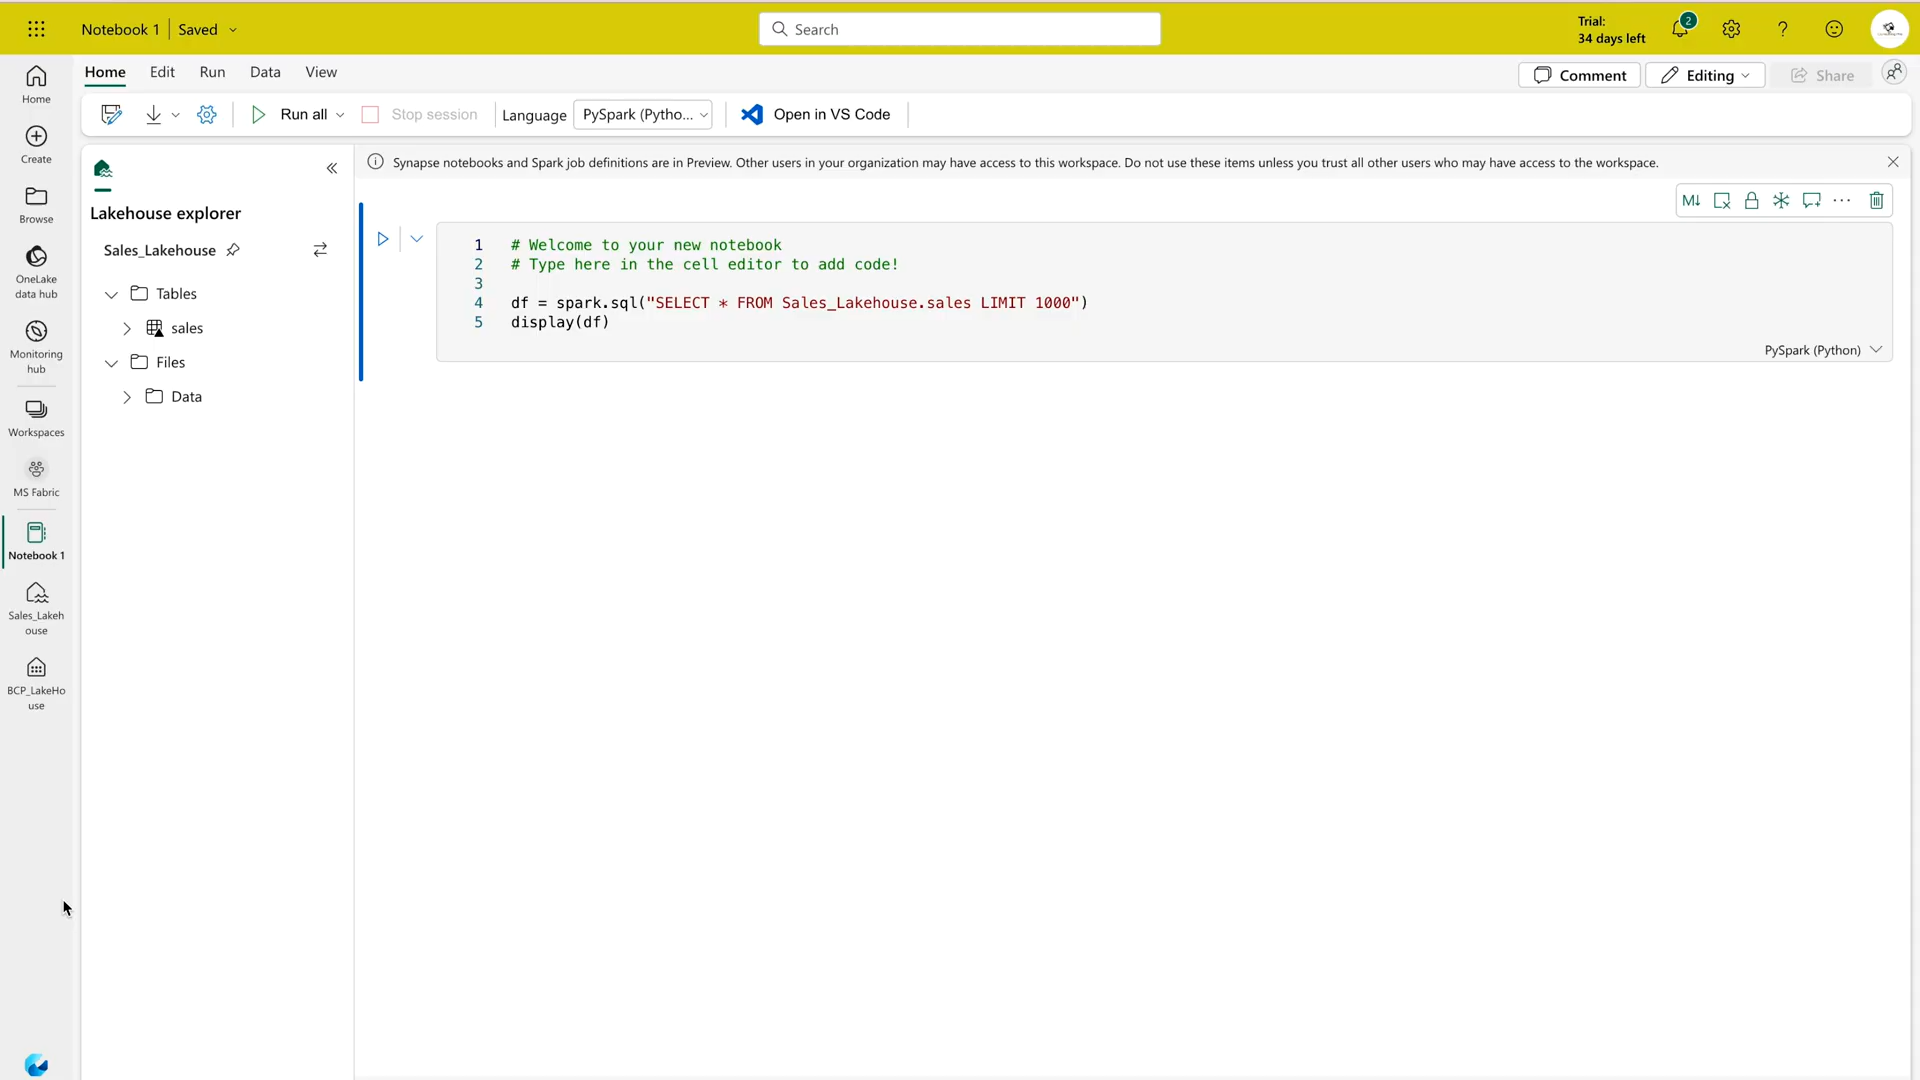 Notebook 1 | Saved
Search
Trial:
34 days left
2
Home Edit Run Data View
Comment Editing Share
Run all Stop session Language PySpark (Pytho... Open in VS Code
Home
Create
Browse
OneLake
data hub
Monitoring
hub
Workspaces
MS Fabric
Notebook 1
Sales_Lakeh
ouse
BCP_LakeHo
use
Lakehouse explorer
Sales_Lakehouse
Tables
sales
Files
Data
Synapse notebooks and Spark job definitions are in Preview. Other users in your organization may have access to this workspace. Do not use these items unless you trust all other users who may have access to the workspace.
M↓
1 # Welcome to your new notebook
2 # Type here in the cell editor to add code!
3
4 df = spark.sql("SELECT * FROM Sales_Lakehouse.sales LIMIT 1000")
5 display(df)
PySpark (Python)